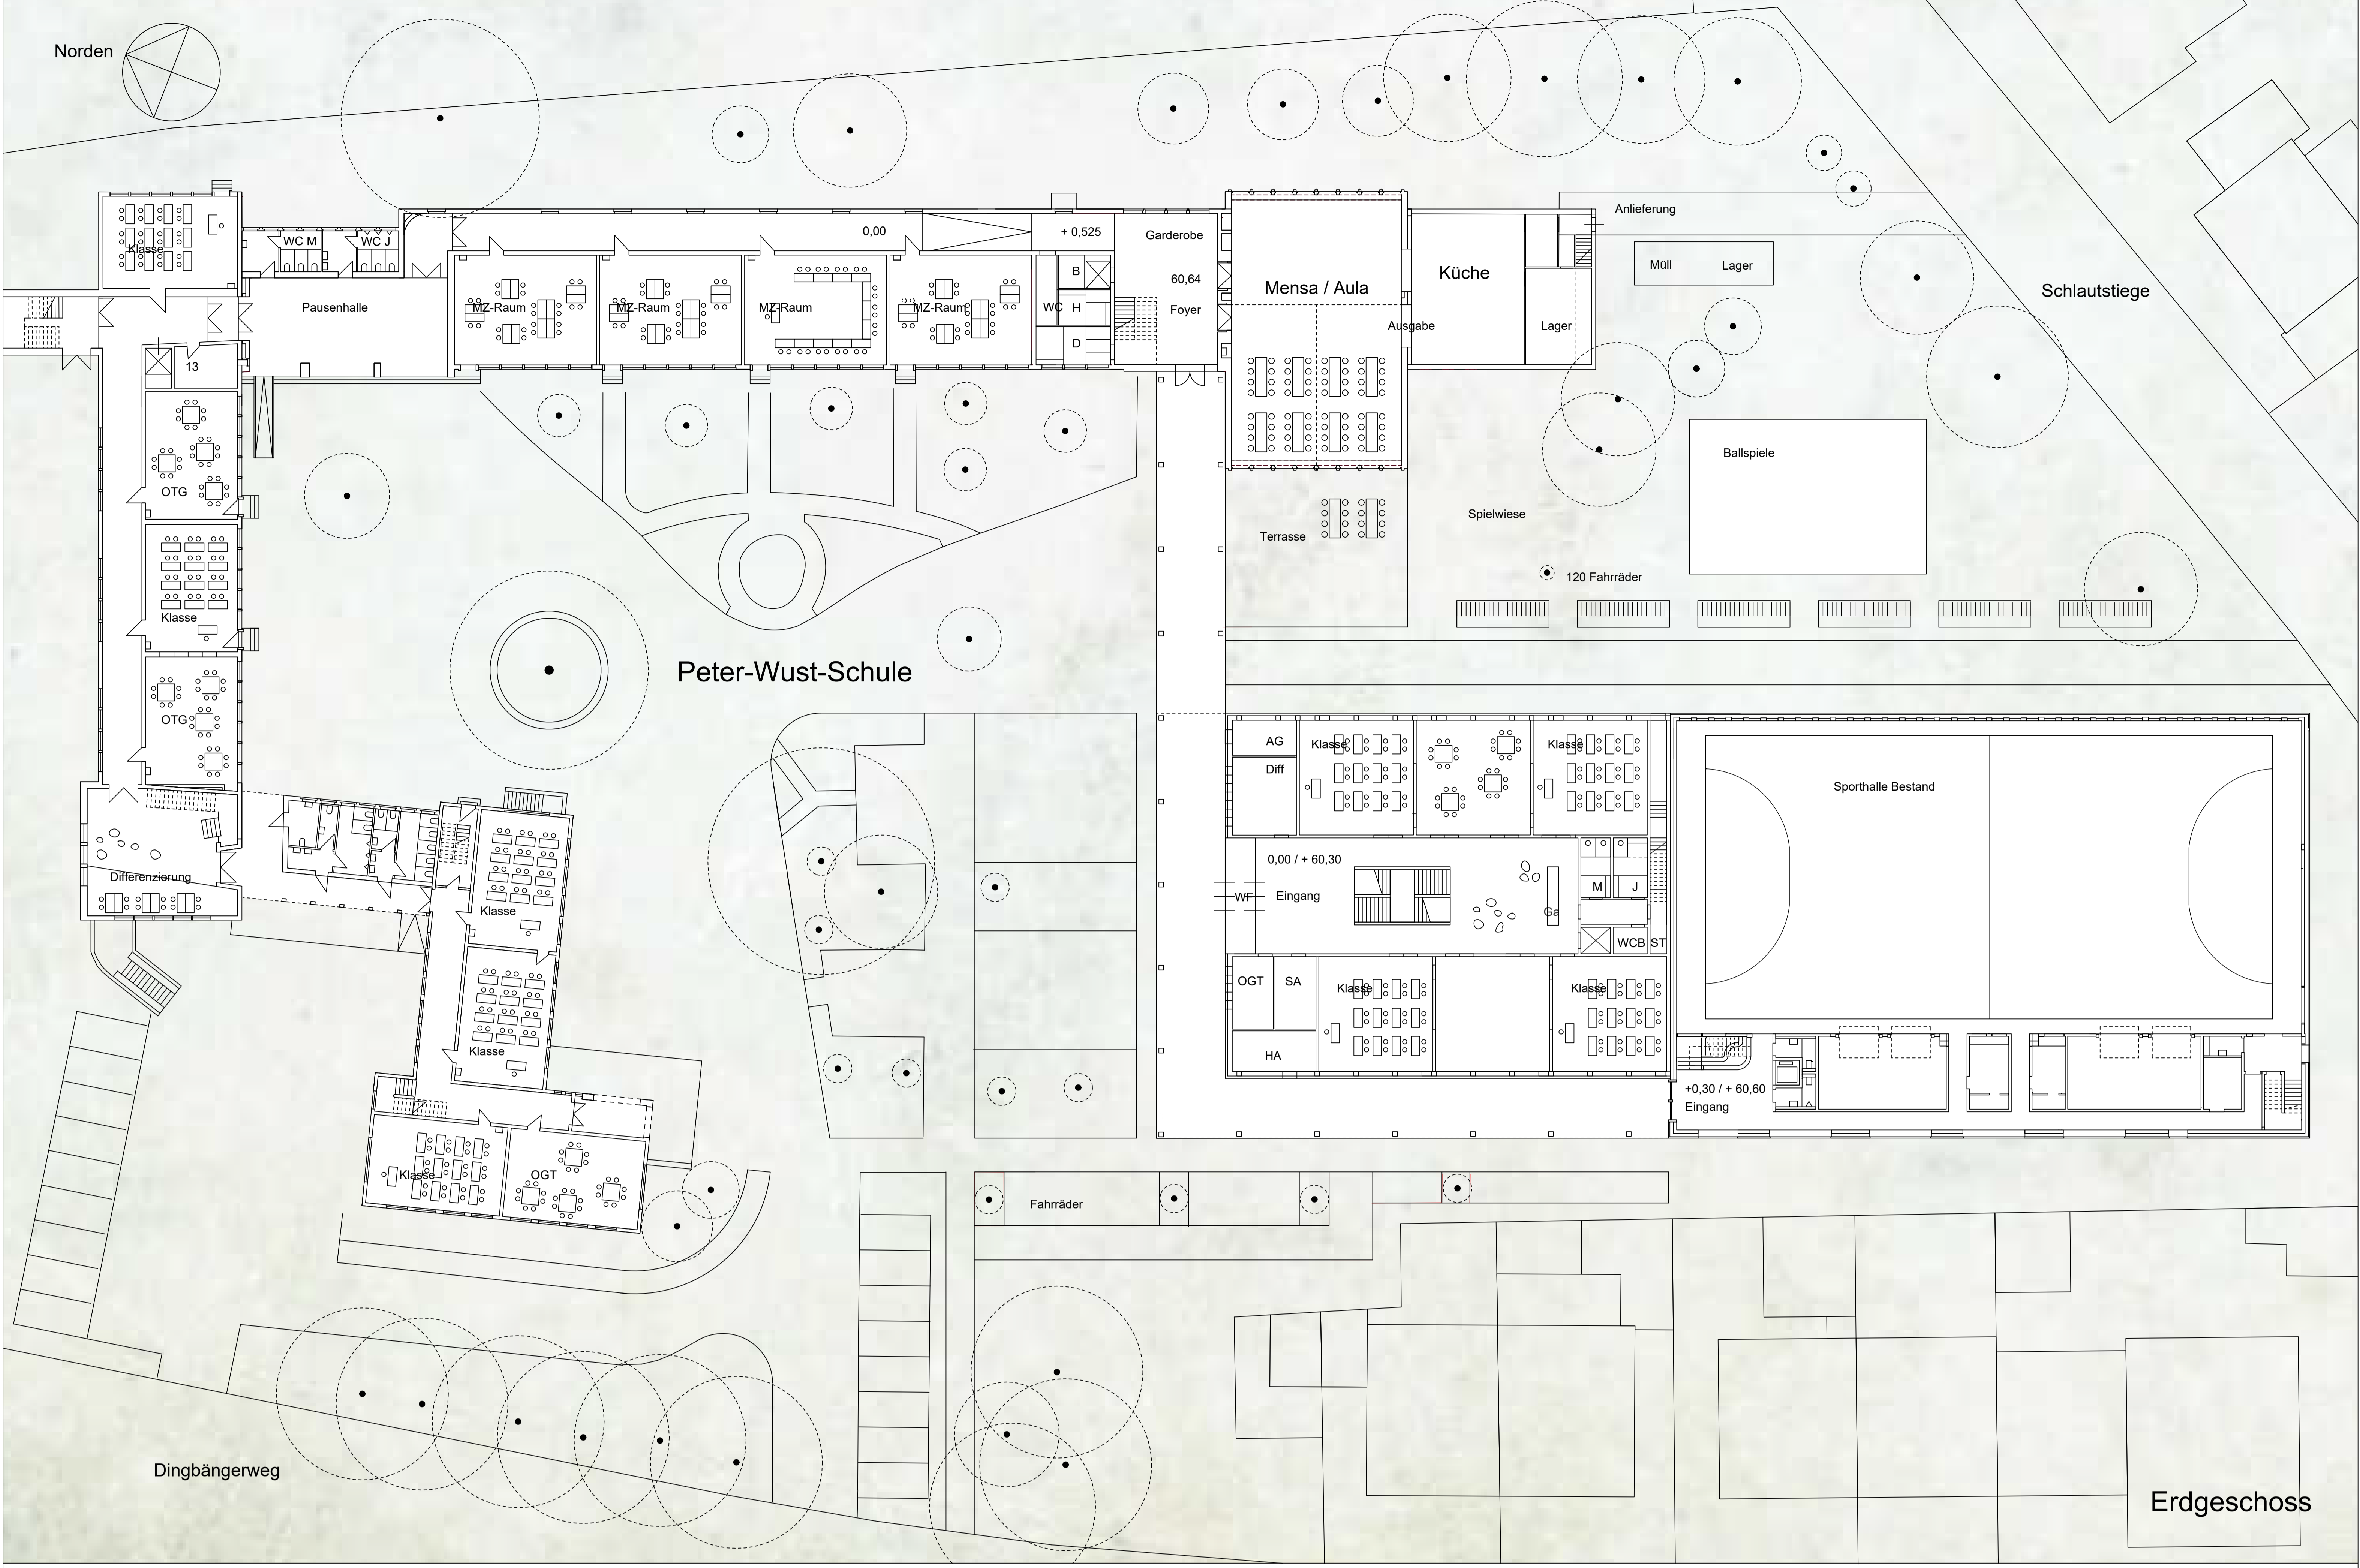 Norden
Klasse
WC M
WC J
0,00
+ 0,525
Garderobe
60,64
Foyer
Mensa / Aula
Küche
Ausgabe
Lager
Anlieferung
Müll
Lager
Schlautstiege
Pausenhalle
MZ-Raum
MZ-Raum
MZ-Raum
MZ-Raum
WC
B
H
D
13
OTG
Klasse
OTG
Differenzierung
Terrasse
Spielwiese
Ballspiele
120 Fahrräder
Peter-Wust-Schule
AG
Diff
Klasse
Klasse
Sporthalle Bestand
0,00 / + 60,30
WF
Eingang
Ga
M
J
WCB
ST
OGT
SA
HA
Klasse
Klasse
+0,30 / + 60,60
Eingang
Klasse
Klasse
Klasse
OGT
Fahrräder
Dingbängerweg
Erdgeschoss